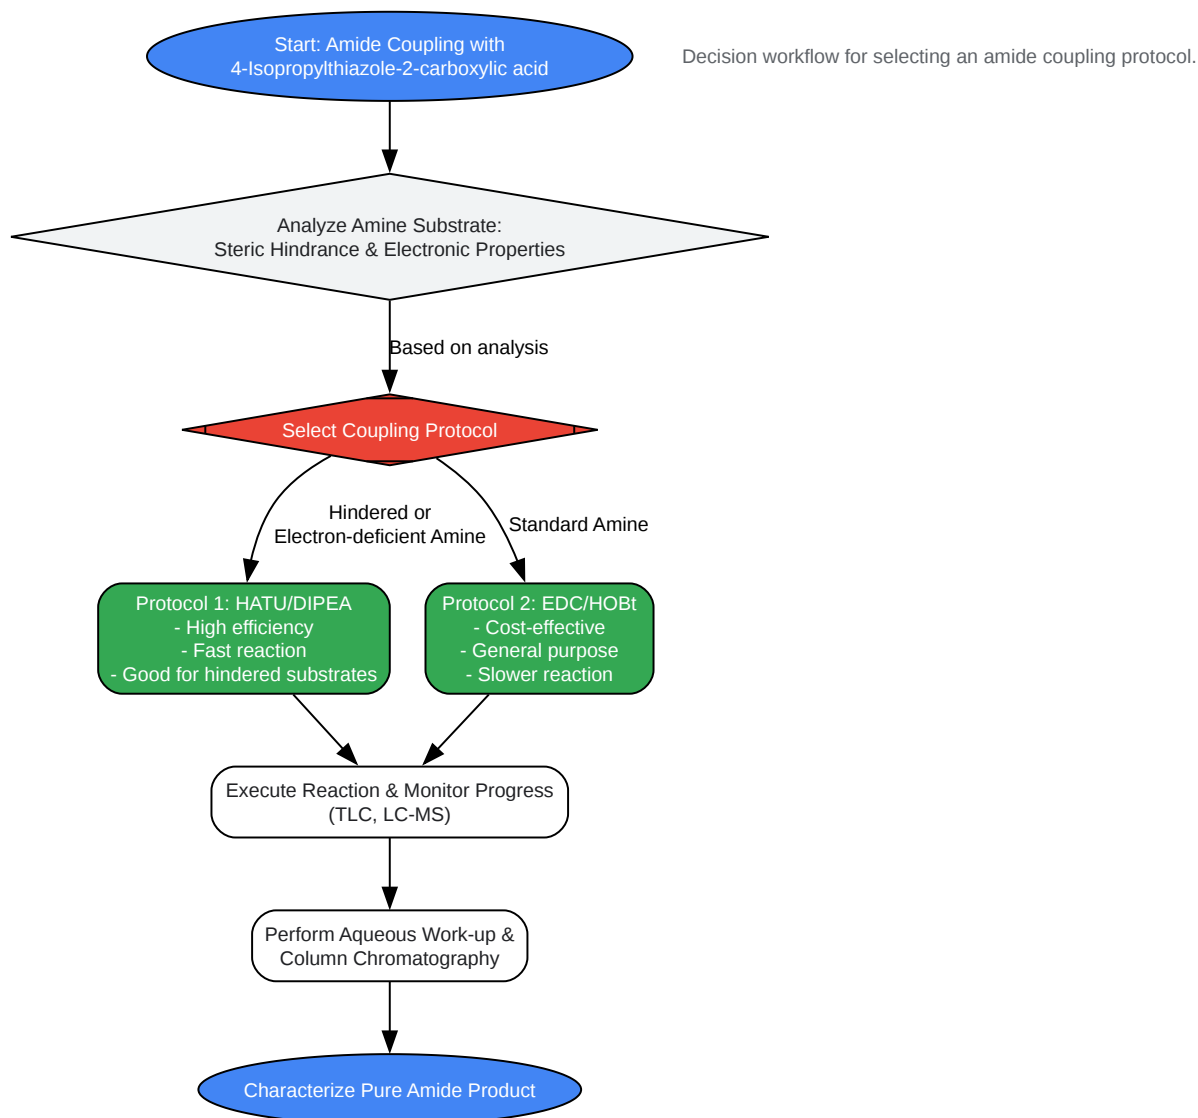 Start: Amide Coupling with
4-Isopropylthiazole-2-carboxylic acid
Decision workflow for selecting an amide coupling protocol.
Analyze Amine Substrate:
Steric Hindrance & Electronic Properties
Based on analysis
Select Coupling Protocol
Hindered or
Electron-deficient Amine
Standard Amine
Protocol 1: HATU/DIPEA
- High efficiency
- Fast reaction
- Good for hindered substrates
Protocol 2: EDC/HOBt
- Cost-effective
- General purpose
- Slower reaction
Execute Reaction & Monitor Progress
(TLC, LC-MS)
Perform Aqueous Work-up &
Column Chromatography
Characterize Pure Amide Product